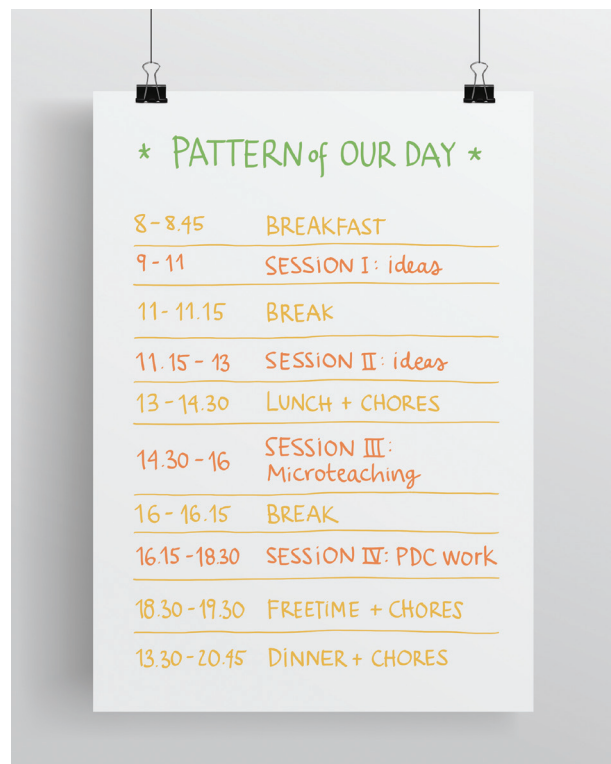 * PATTERN of OUR DAY *
8-8.45 BREAKFAST
9-11 SESSION I: ideas
11-11.15 BREAK
11.15-13 SESSION II: ideas
13-14.30 LUNCH + CHORES
14.30-16 SESSION III:
Microteaching
16-16.15 BREAK
16.15-18.30 SESSION IV: PDC work
18.30-19.30 FREETIME + CHORES
13.30-20.45 DINNER + CHORES